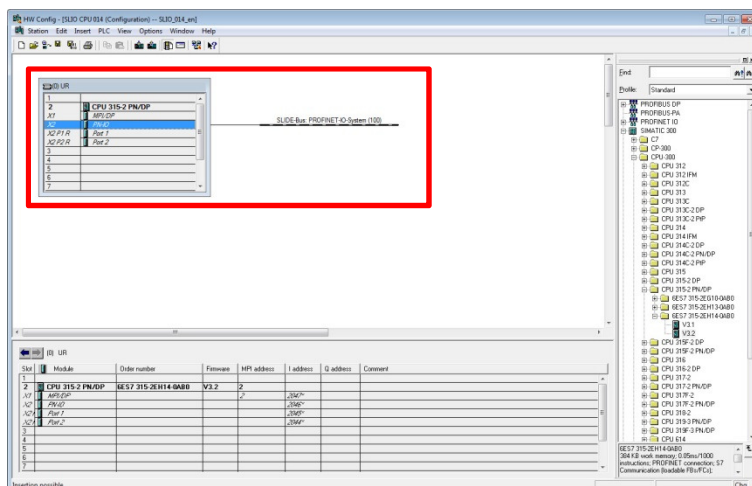 HW Config - [SLIO CPU 014 (Configuration) -- SLIO_014_en]
Station Edit Insert PLC View Options Window Help
(0) UR
1
2 CPU 315-2 PN/DP
X1 MPI/DP
X2 PN-IO
X2 P1 R Port 1
X2 P2 R Port 2
3
4
5
6
7
SLIDE-Bus: PROFINET-IO-System (100)
Find:
Profile: Standard
PROFIBUS DP
PROFIBUS-PA
PROFINET IO
SIMATIC 300
C7
CP-300
CPU-300
CPU 312
CPU 312 IFM
CPU 312C
CPU 313
CPU 313C
CPU 313C-2 DP
CPU 313C-2 PtP
CPU 314
CPU 314 IFM
CPU 314C-2 DP
CPU 314C-2 PN/DP
CPU 314C-2 PtP
CPU 315
CPU 315-2 DP
CPU 315-2 PN/DP
6ES7 315-2EG10-0AB0
6ES7 315-2EH13-0AB0
6ES7 315-2EH14-0AB0
V3.1
V3.2
CPU 315F-2 DP
CPU 315F-2 PN/DP
CPU 316
CPU 316-2 DP
CPU 317-2
CPU 317-2 PN/DP
CPU 317F-2
CPU 317F-2 PN/DP
CPU 318-2
CPU 319-3 PN/DP
CPU 319F-3 PN/DP
CPU 614
6ES7 315-2EH14-0AB0
384 KB work memory; 0.05ms/1000
instructions; PROFINET connection; S7
Communication (loadable FBs/FCs);
(0) UR
Slot Module Order number Firmware MPI address I address Q address Comment
1
2 CPU 315-2 PN/DP 6ES7 315-2EH14-0AB0 V3.2 2
X1 MPI/DP 2 2047*
X2 PN-IO 2046*
X2 Port 1 2045*
X2 Port 2 2044*
3
4
5
6
7
Insertion possible
Chg